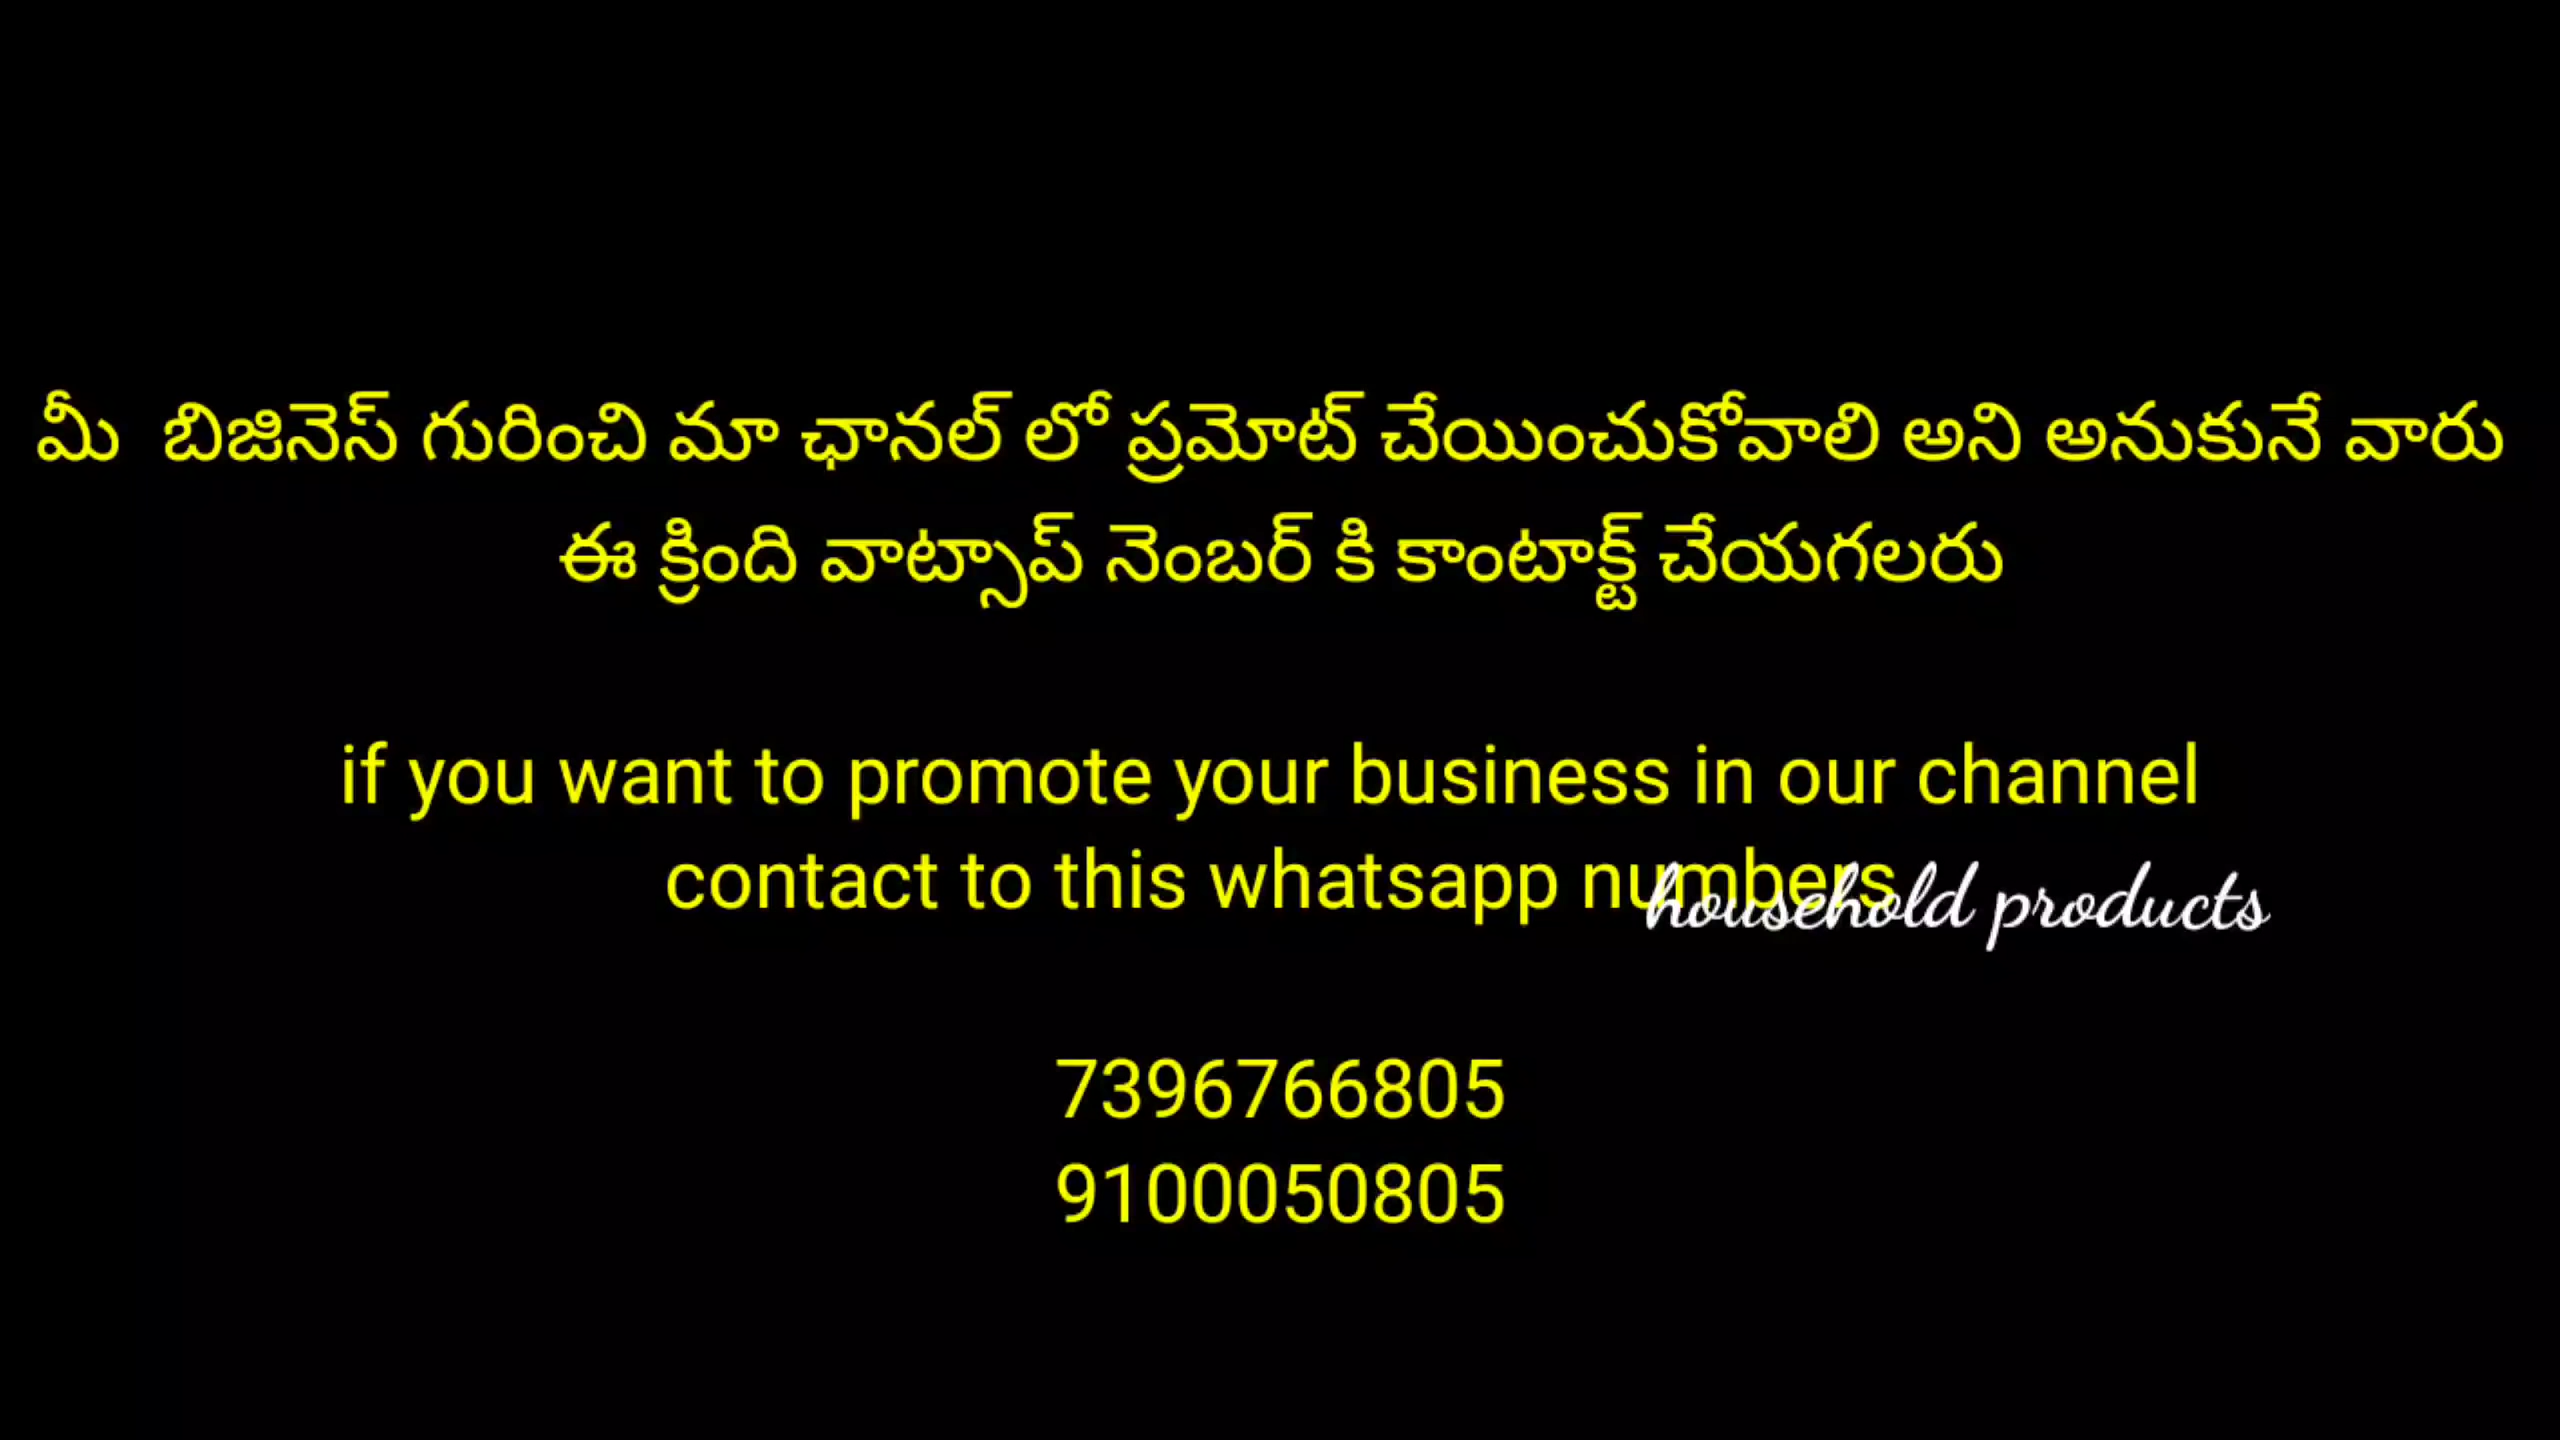 మీ  బిజినెస్ గురించి మా ఛానల్ లో ప్రమోట్ చేయించుకోవాలి అని అనుకునే వారు
ఈ క్రింది వాట్సాప్ నెంబర్ కి కాంటాక్ట్ చేయగలరు
if you want to promote your business in our channel
contact to this whatsapp numbers
household products
7396766805
9100050805